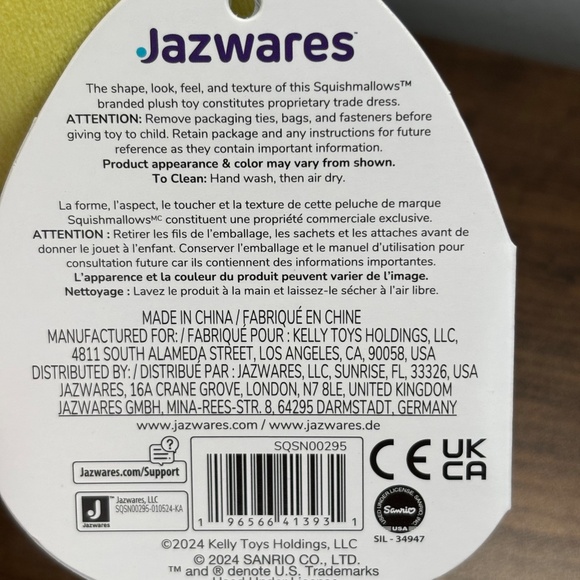 Jazwares™
The shape, look, feel, and texture of this Squishmallows™
branded plush toy constitutes proprietary trade dress.
ATTENTION: Remove packaging ties, bags, and fasteners before
giving toy to child. Retain package and any instructions for future
reference as they contain important information.
Product appearance & color may vary from shown.
To Clean: Hand wash, then air dry.
La forme, l'aspect, le toucher et la texture de cette peluche de marque
Squishmallowsᴹᶜ constituent une propriété commerciale exclusive.
ATTENTION : Retirer les fils de l'emballage, les sachets et les attaches avant de
donner le jouet à l'enfant. Conserver l'emballage et le manuel d'utilisation pour
consultation future car ils contiennent des informations importantes.
L'apparence et la couleur du produit peuvent varier de l'image.
Nettoyage : Lavez le produit à la main et laissez-le sécher à l'air libre.
MADE IN CHINA / FABRIQUÉ EN CHINE
MANUFACTURED FOR: / FABRIQUÉ POUR : KELLY TOYS HOLDINGS, LLC,
4811 SOUTH ALAMEDA STREET, LOS ANGELES, CA, 90058, USA
DISTRIBUTED BY: / DISTRIBUÉ PAR : JAZWARES, LLC, SUNRISE, FL, 33326, USA
JAZWARES, 16A CRANE GROVE, LONDON, N7 8LE, UNITED KINGDOM
JAZWARES GMBH, MINA-REES-STR. 8, 64295 DARMSTADT, GERMANY
www.jazwares.com / www.jazwares.de
?
Jazwares.com/Support
Jazwares
Jazwares, LLC
SQSN00295-010524-KA
SQSN00295
1 96566 41393 1
CE UK CA
USED UNDER LICENSE, SANRIO, INC.
Sanrio
USA
SIL - 34947
©2024 Kelly Toys Holdings, LLC
© 2024 SANRIO CO., LTD.
™ and ® denote U.S. Trademarks
Used Under License